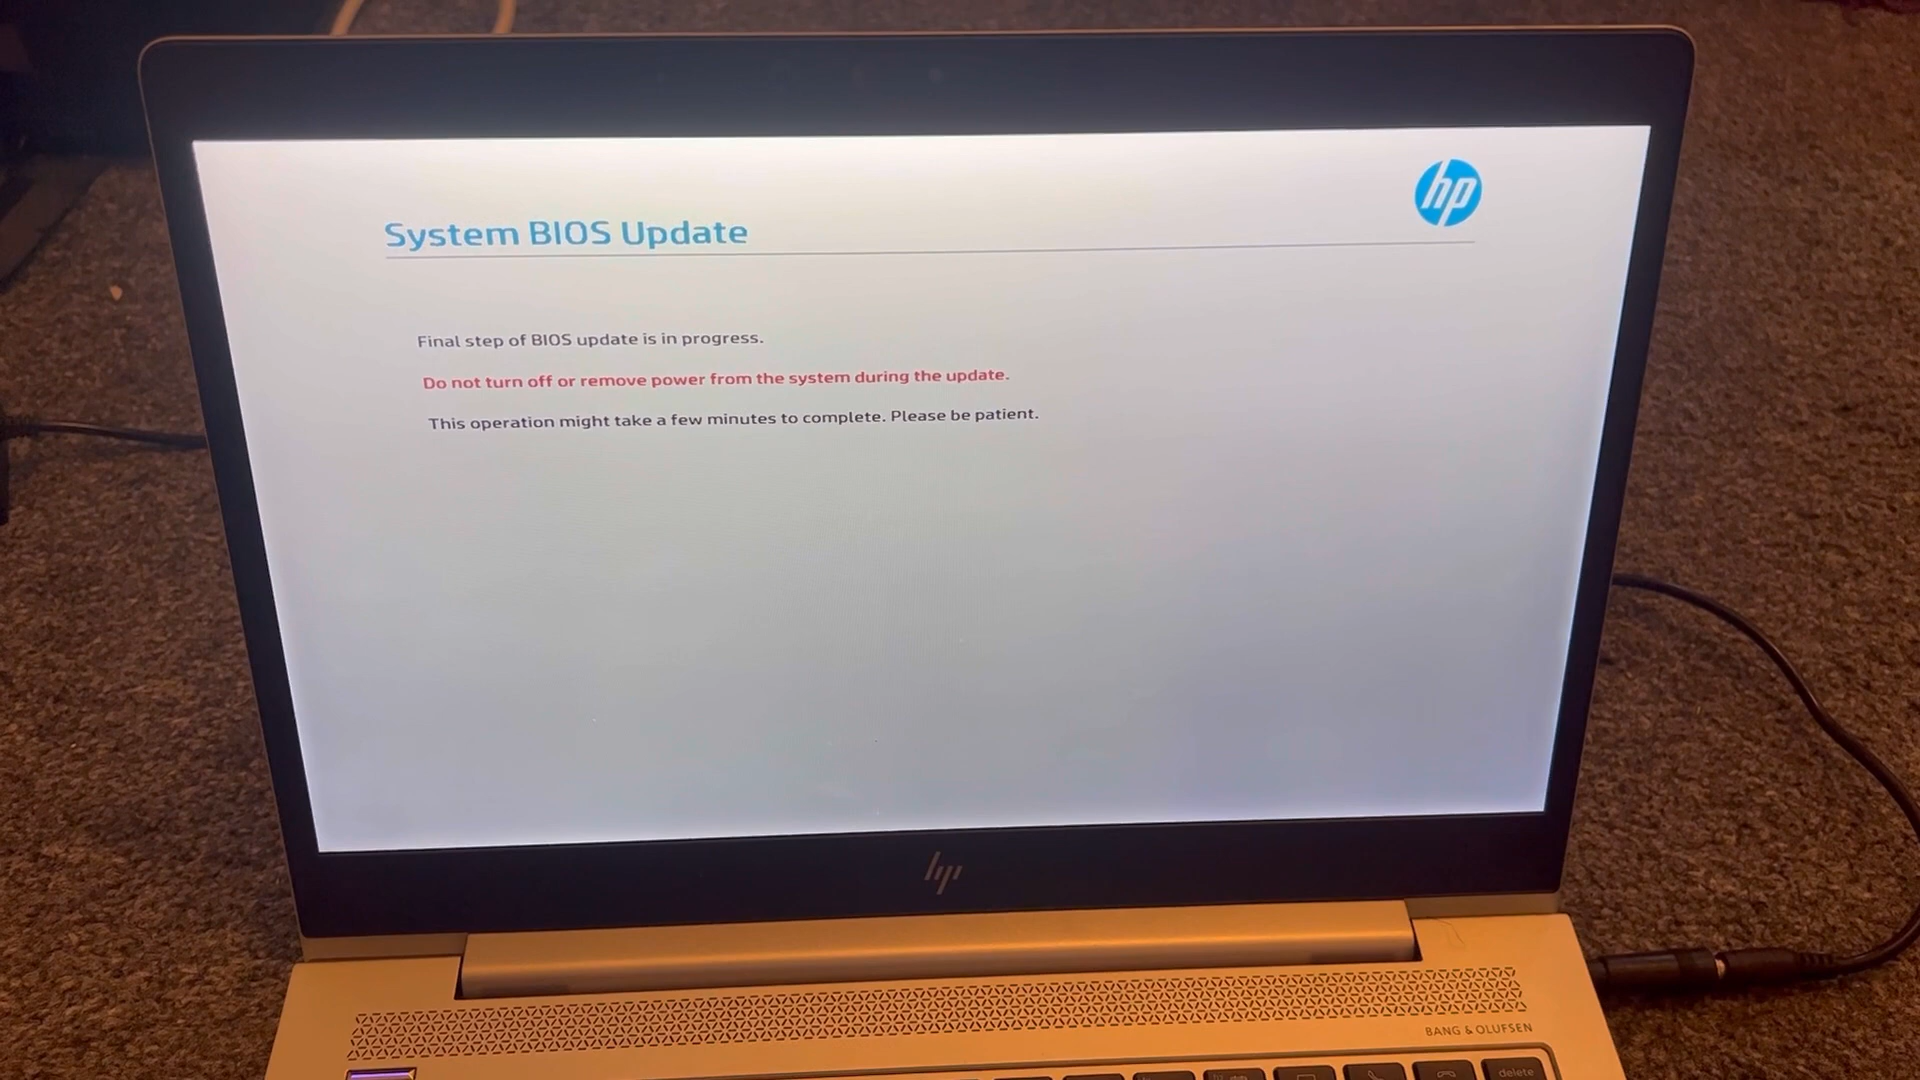 hp
System BIOS Update
Final step of BIOS update is in progress.
Do not turn off or remove power from the system during the update.
This operation might take a few minutes to complete. Please be patient.
hp
BANG & OLUFSEN
delete